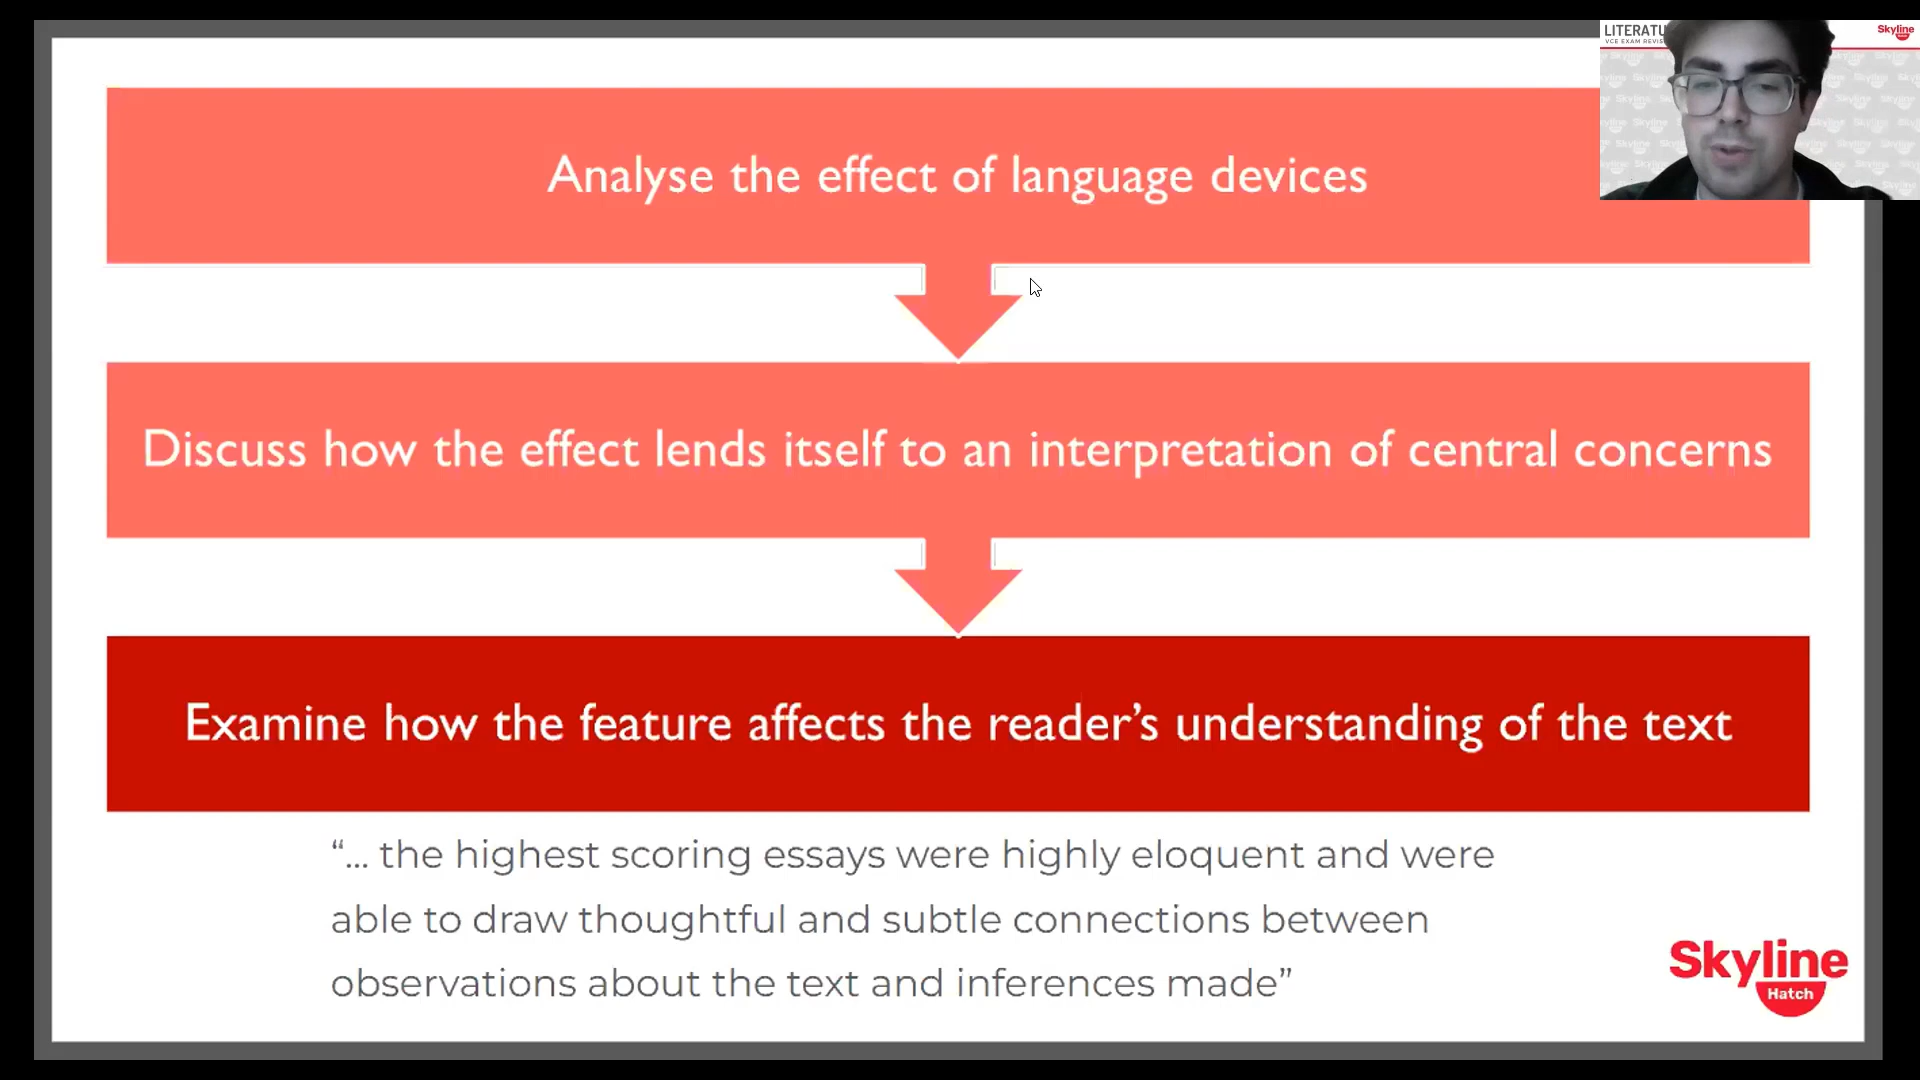 LITERATU
VCE EXAM REVIS
Skyline
Analyse the effect of language devices
Discuss how the effect lends itself to an interpretation of central concerns
Examine how the feature affects the reader’s understanding of the text
“... the highest scoring essays were highly eloquent and were
able to draw thoughtful and subtle connections between
observations about the text and inferences made”
Skyline
Hatch